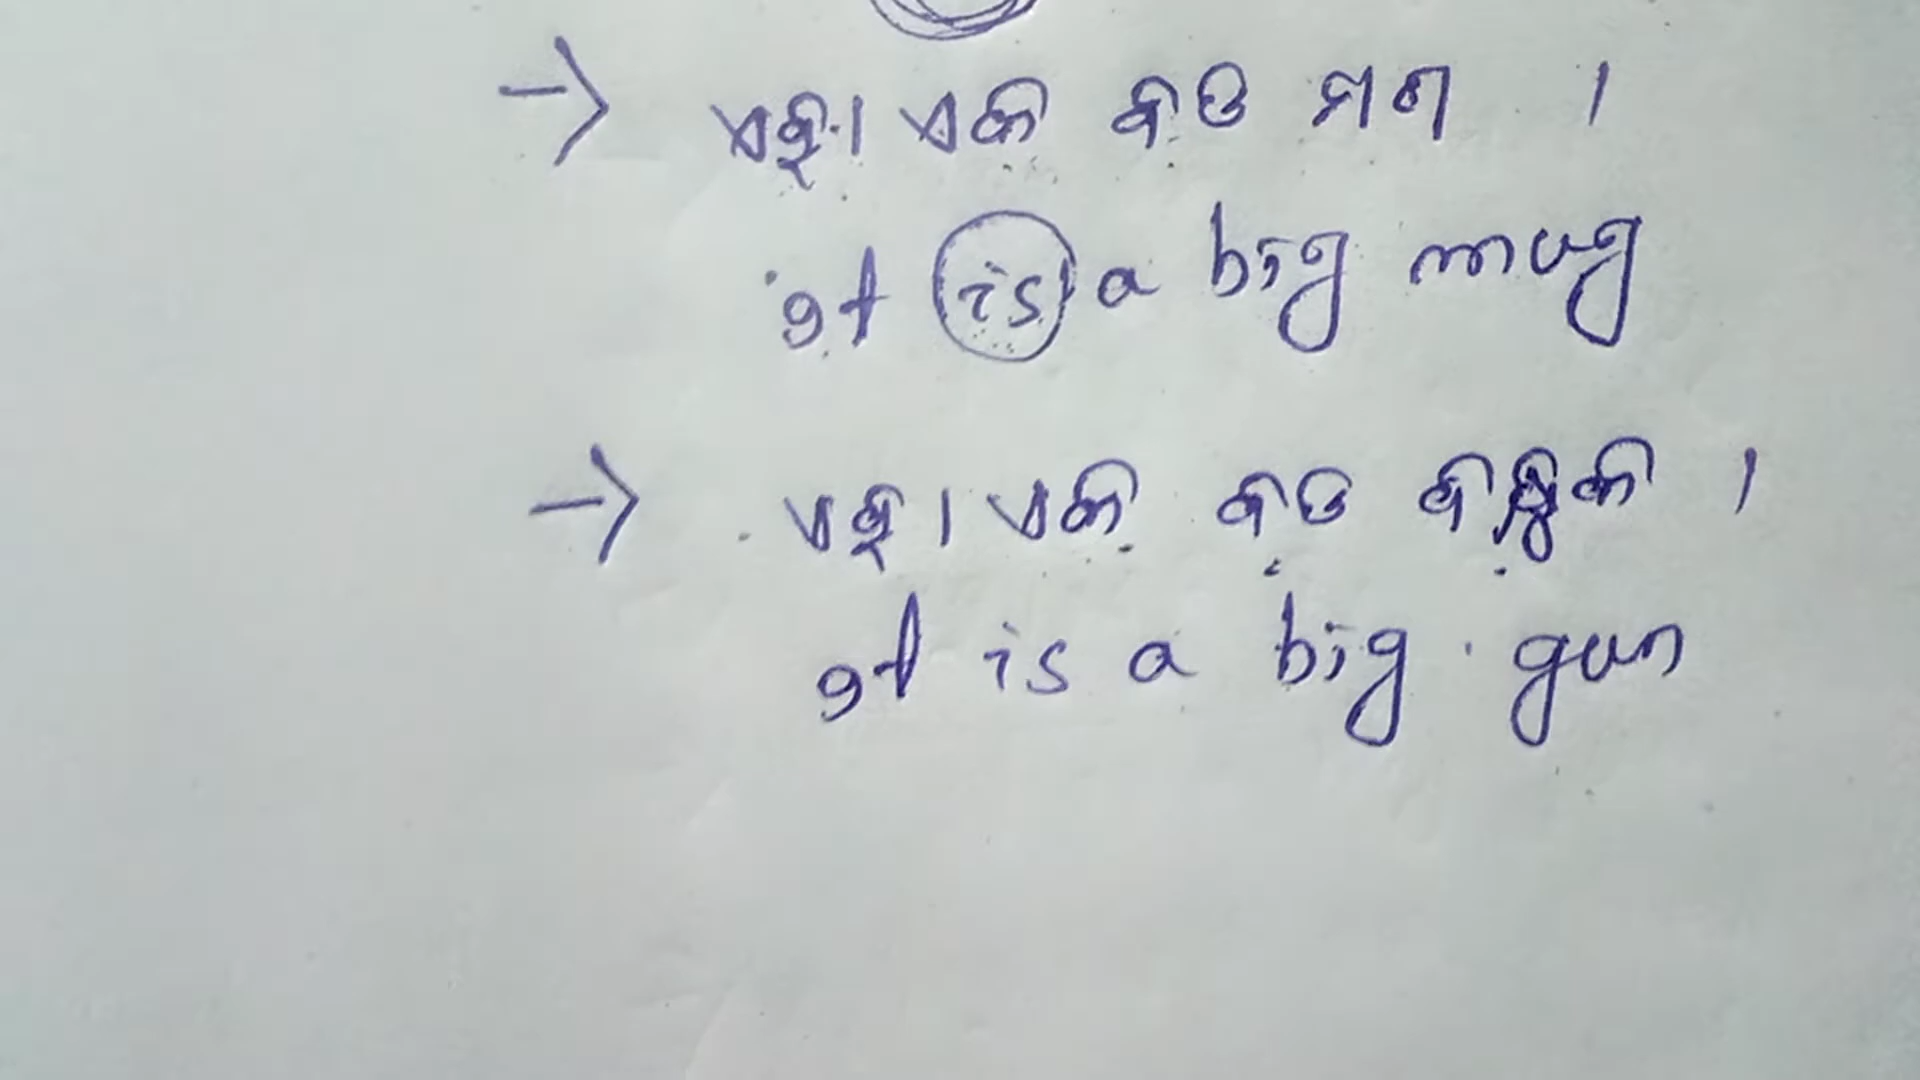 → ଏହା ଏକ ବଡ ମଗ ।
It is a big mug
→ ଏହା ଏକ ବଡ ବନ୍ଧୁକ ।
It is a big gun